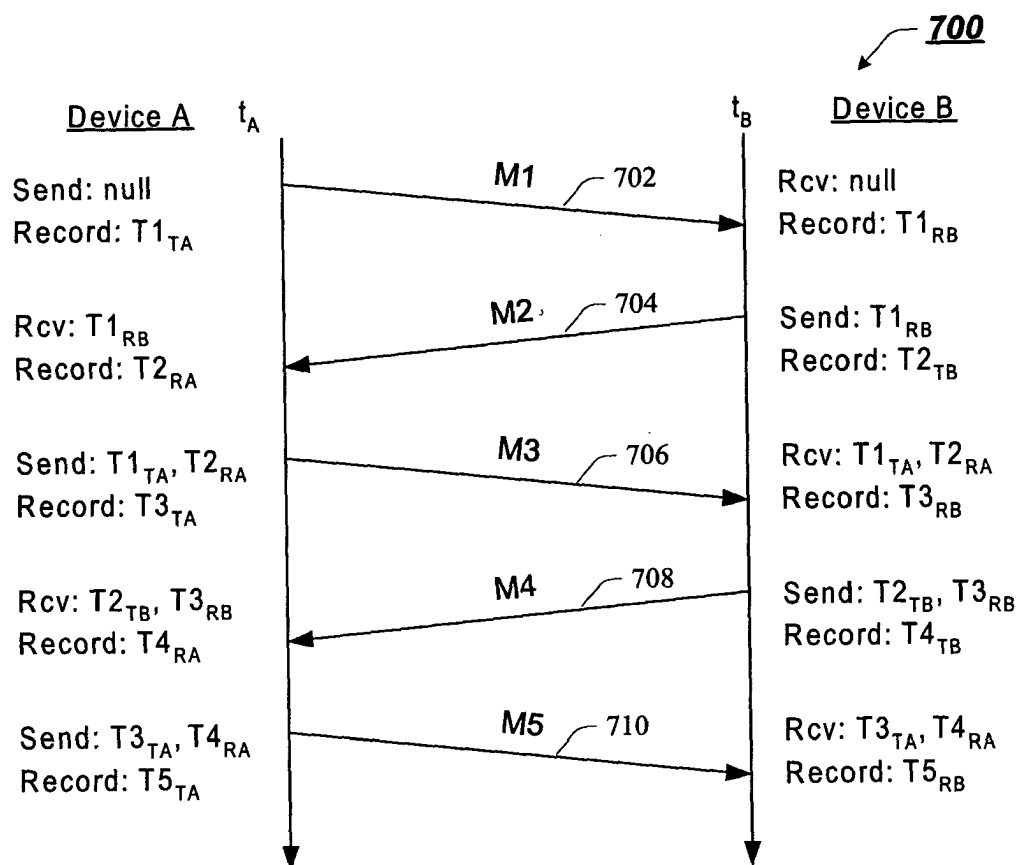 700
Device A
t_A
t_B
Device B
Send: null
Record: T1_TA
M1
702
Rcv: null
Record: T1_RB
Rcv: T1_RB
Record: T2_RA
M2
704
Send: T1_RB
Record: T2_TB
Send: T1_TA, T2_RA
Record: T3_TA
M3
706
Rcv: T1_TA, T2_RA
Record: T3_RB
Rcv: T2_TB, T3_RB
Record: T4_RA
M4
708
Send: T2_TB, T3_RB
Record: T4_TB
Send: T3_TA, T4_RA
Record: T5_TA
M5
710
Rcv: T3_TA, T4_RA
Record: T5_RB